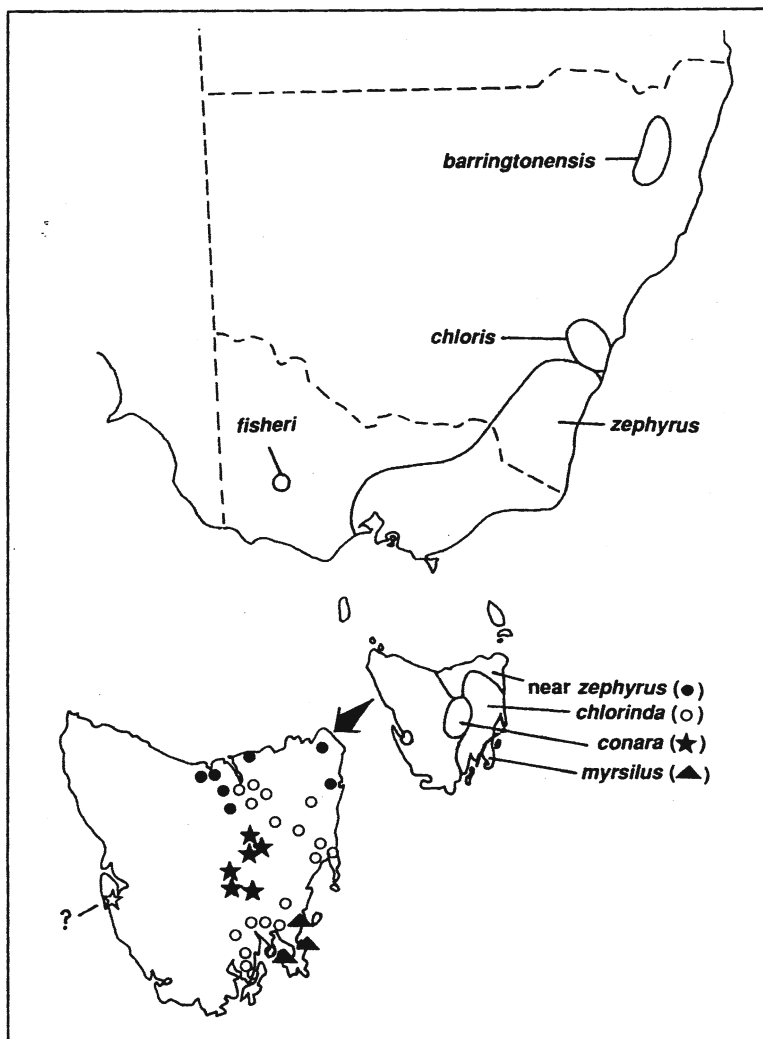 barringtonensis
chloris
fisheri
zephyrus
near zephyrus (●)
chlorinda (○)
conara (★)
myrsilus (▲)
?